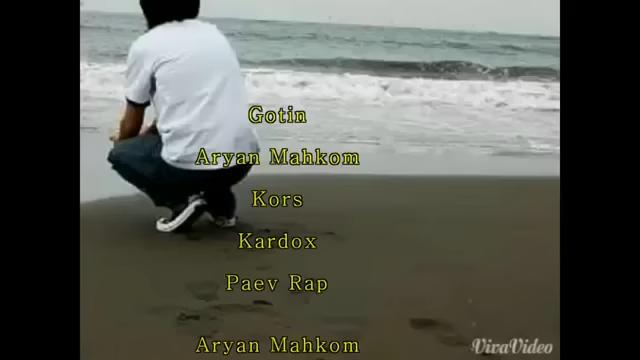 Gotin
Aryan Mahkom
Kors
Kardox
Paev Rap
Aryan Mahkom
VivaVideo